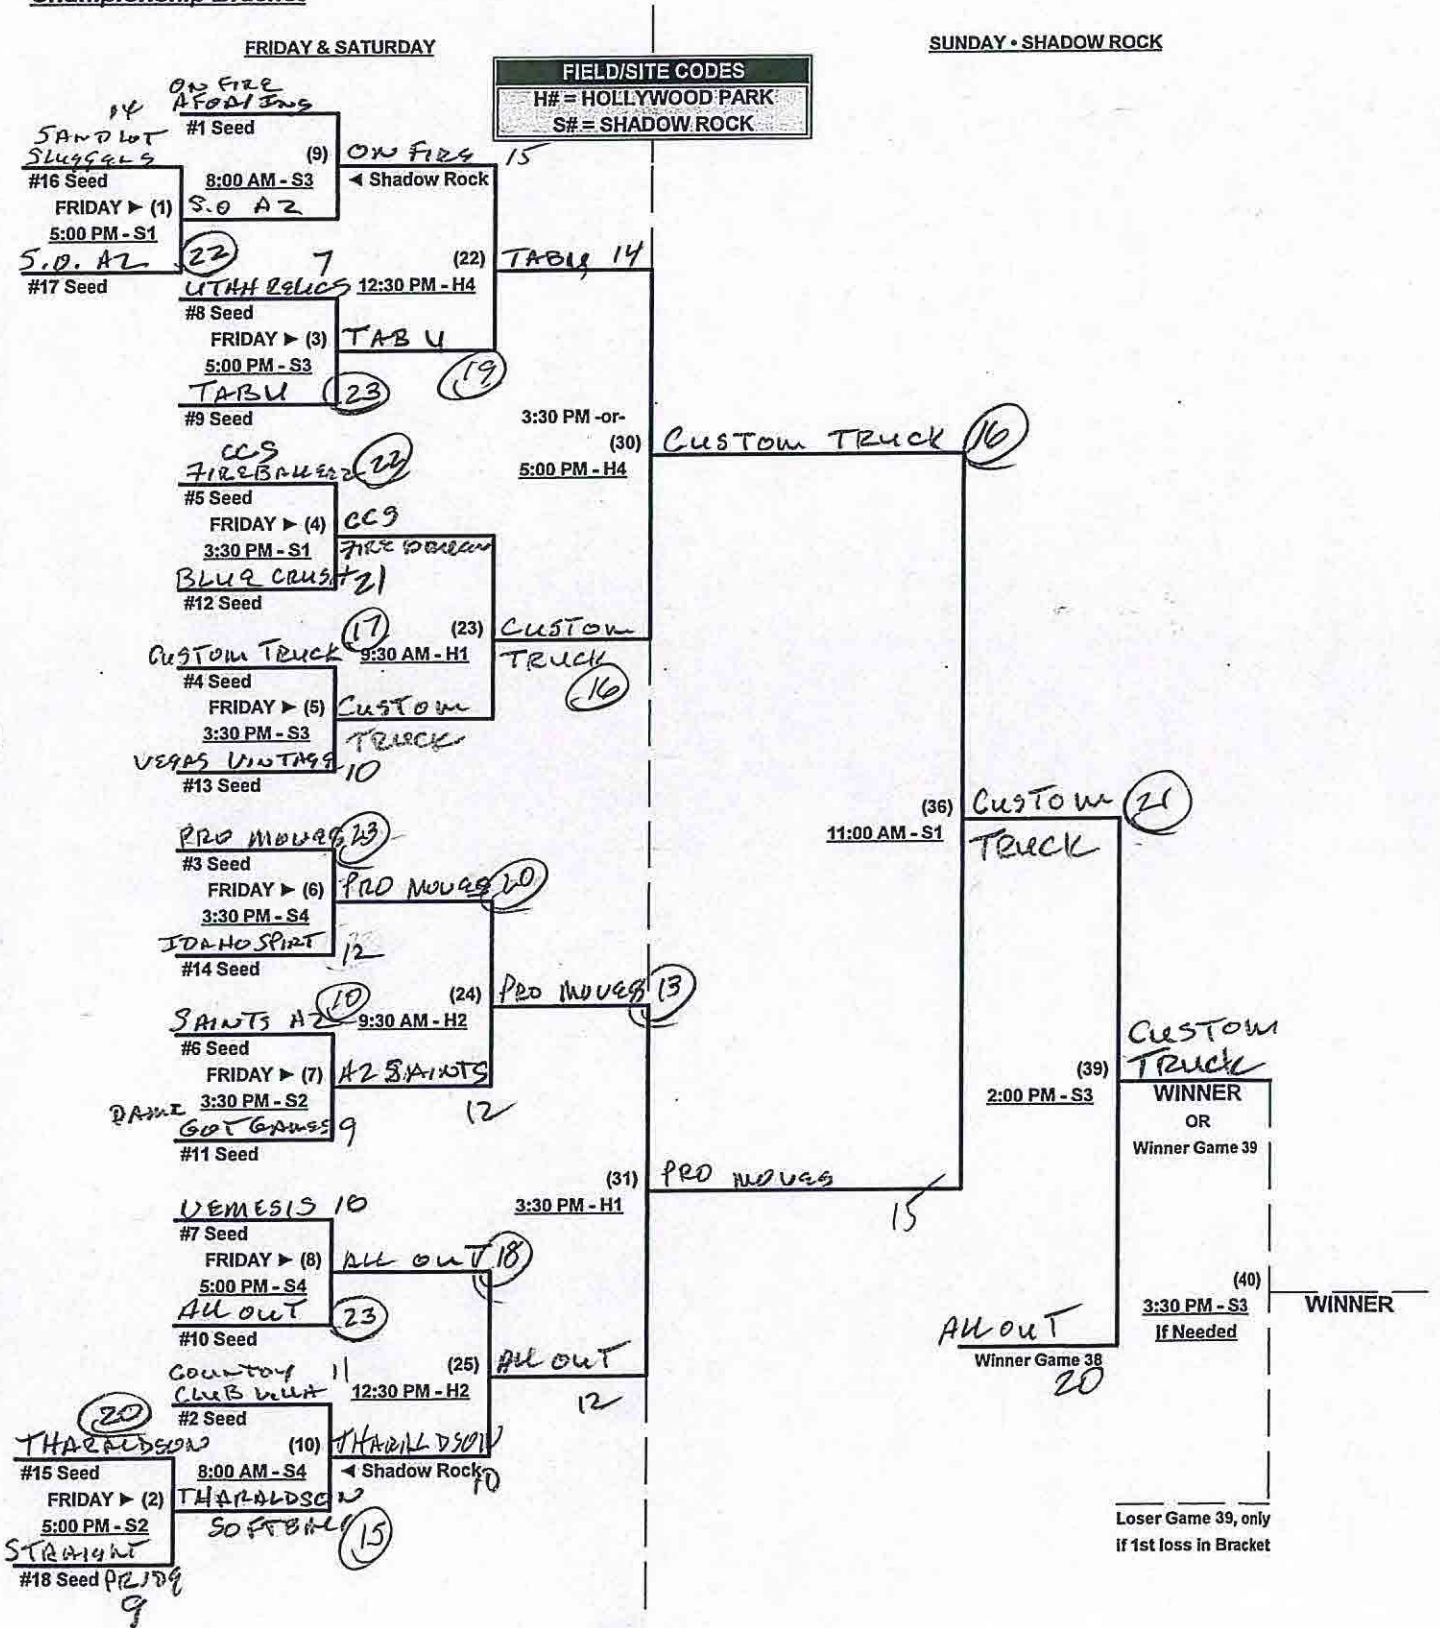 Championship Bracket
FRIDAY & SATURDAY
SUNDAY • SHADOW ROCK
FIELD/SITE CODES
H# = HOLLYWOOD PARK
S# = SHADOW ROCK
ON FIRE
#1 Seed
14
SANDLOT
SLUGGERS
#16 Seed
(9)
8:00 AM - S3
ON FIRE 15
◄ Shadow Rock
FRIDAY ► (1)
5:00 PM - S1
S.O AZ
S.O. AZ 22
#17 Seed
7
UTAH RELICS
#8 Seed
(22)
12:30 PM - H4
TABU 14
FRIDAY ► (3)
5:00 PM - S3
TABU
19
TABU 23
#9 Seed
3:30 PM -or-
(30)
5:00 PM - H4
CUSTOM TRUCK 16
CCS
FIREBALLERS 22
#5 Seed
FRIDAY ► (4)
3:30 PM - S1
CCS
BLUE CRUSH 21
#12 Seed
CUSTOM TRUCK 17
#4 Seed
(23)
9:30 AM - H1
CUSTOM
TRUCK
16
FRIDAY ► (5)
3:30 PM - S3
CUSTOM
TRUCK
VEGAS VINTAGE 10
#13 Seed
(36)
11:00 AM - S1
CUSTOM 21
TRUCK
PRO MOVES 23
#3 Seed
FRIDAY ► (6)
3:30 PM - S4
PRO MOVES 20
IDAHO SPIRT 12
#14 Seed
(24)
9:30 AM - H2
PRO MOVES 13
SAINTS AZ 10
#6 Seed
FRIDAY ► (7)
3:30 PM - S2
AZ SAINTS
12
GOT GAMES 9
#11 Seed
(39)
2:00 PM - S3
CUSTOM
TRUCK
WINNER
OR
Winner Game 39
(31)
3:30 PM - H1
PRO MOVES
15
NEMESIS 10
#7 Seed
FRIDAY ► (8)
5:00 PM - S4
ALL OUT 18
ALL OUT 23
#10 Seed
(40)
3:30 PM - S3
If Needed
WINNER
ALL OUT
Winner Game 38
20
(25)
12:30 PM - H2
ALL OUT
12
11
CLUB
#2 Seed
20
THARALDSON
#15 Seed
(10)
8:00 AM - S4
THARILLDSON
◄ Shadow Rock
10
FRIDAY ► (2)
5:00 PM - S2
THARALDSON
SOFTBALL 15
STRAIGHT
#18 Seed PRIDE
9
Loser Game 39, only
if 1st loss in Bracket